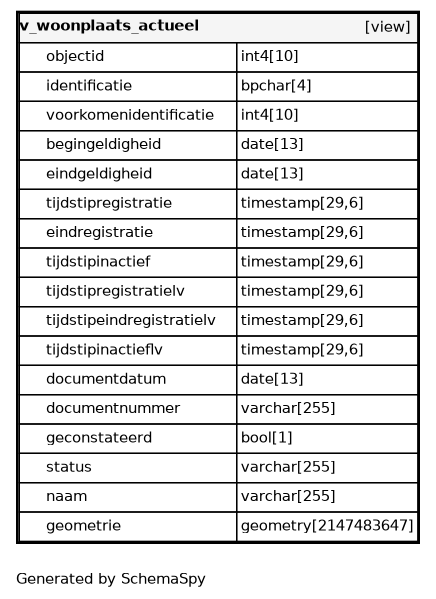 v_woonplaats_actueel [view]
objectid int4[10]
identificatie bpchar[4]
voorkomenidentificatie int4[10]
begingeldigheid date[13]
eindgeldigheid date[13]
tijdstipregistratie timestamp[29,6]
eindregistratie timestamp[29,6]
tijdstipinactief timestamp[29,6]
tijdstipregistratielv timestamp[29,6]
tijdstipeindregistratielv timestamp[29,6]
tijdstipinactieflv timestamp[29,6]
documentdatum date[13]
documentnummer varchar[255]
geconstateerd bool[1]
status varchar[255]
naam varchar[255]
geometrie geometry[2147483647]
Generated by SchemaSpy